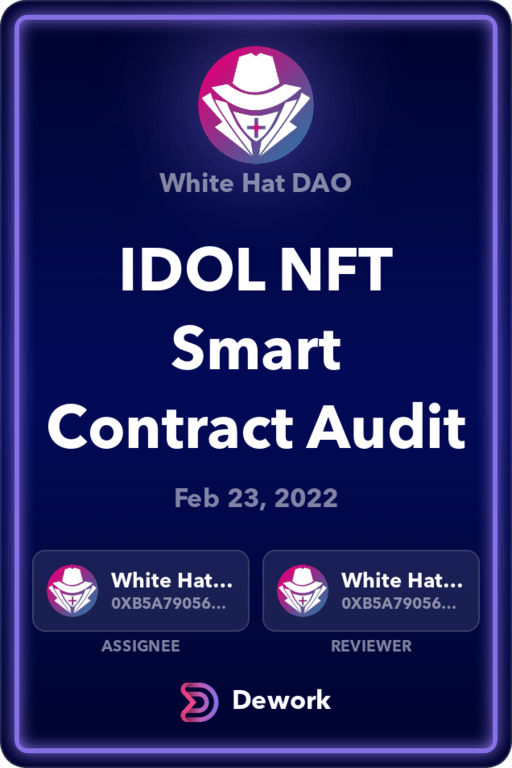 White Hat DAO
IDOL NFT
Smart
Contract Audit
Feb 23, 2022
White Hat...
0XB5A79056...
ASSIGNEE
White Hat...
0XB5A79056...
REVIEWER
Dework